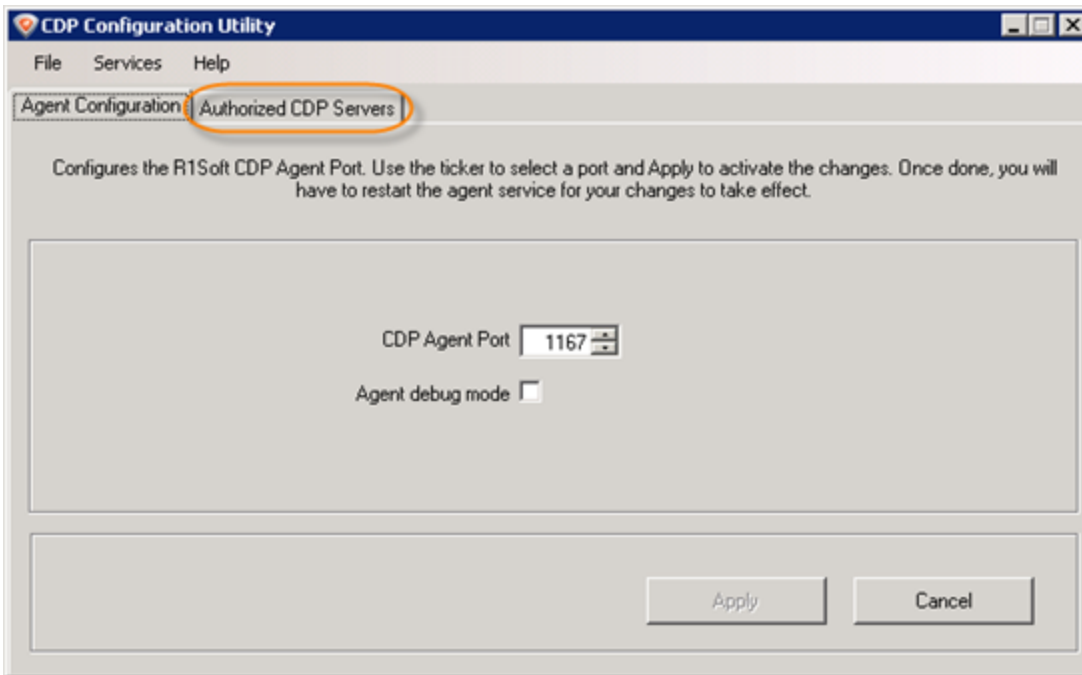 CDP Configuration Utility
File Services Help
Agent Configuration Authorized CDP Servers
Configures the R1Soft CDP Agent Port. Use the ticker to select a port and Apply to activate the changes. Once done, you will
have to restart the agent service for your changes to take effect.
CDP Agent Port 1167
Agent debug mode
Apply Cancel